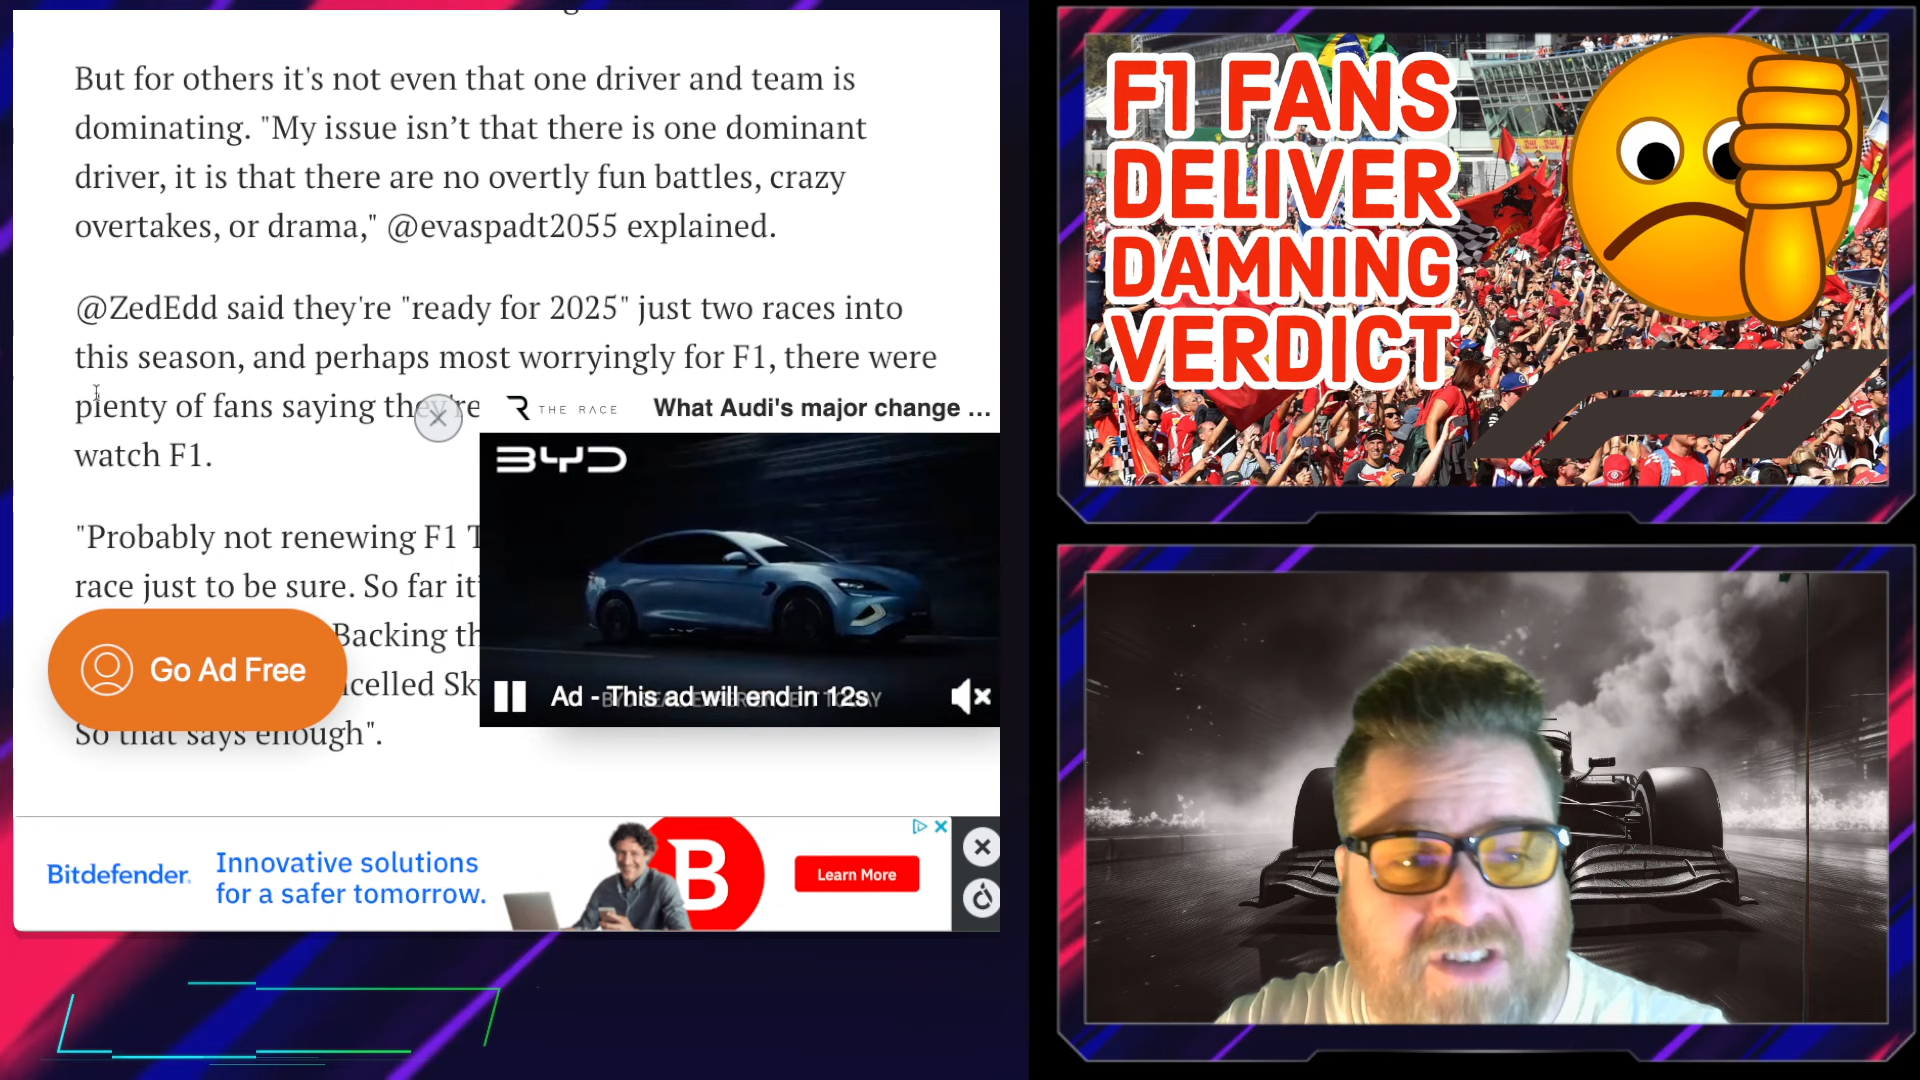 But for others it's not even that one driver and team is
dominating. "My issue isn’t that there is one dominant
driver, it is that there are no overtly fun battles, crazy
overtakes, or drama," @evaspadt2055 explained.
@ZedEdd said they're "ready for 2025" just two races into
this season, and perhaps most worryingly for F1, there were
plenty of fans saying they're
watch F1.
"Probably not renewing F1 T
race just to be sure. So far it'
Backing th
ncelled Sk
So that says enough".
Go Ad Free
THE RACE
What Audi's major change ...
BYD
Ad - This ad will end in 12s
TODAY
Bitdefender.
Innovative solutions
for a safer tomorrow.
B
Learn More
F1 FANS
DELIVER
DAMNING
VERDICT
F1